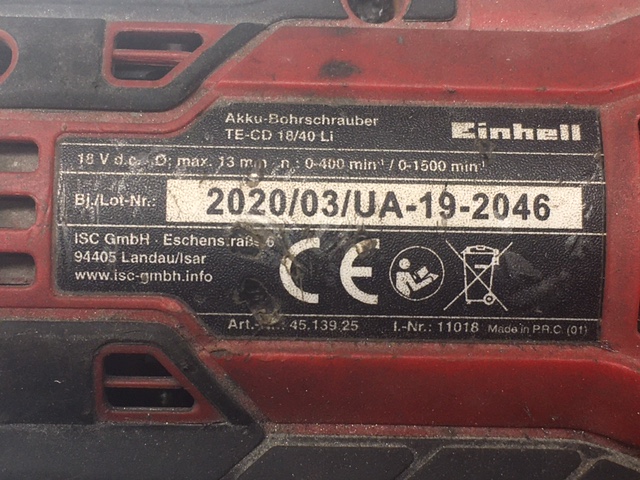 Akku-Bohrschrauber
TE-CD 18/40 Li
Einhell
18 V d.c. D: max. 13 mm n : 0-400 min⁻¹ / 0-1500 min⁻¹
Bj./Lot-Nr.: 2020/03/UA-19-2046
ISC GmbH · 6
94405 Landau/Isar
www.isc-gmbh.info
CE
45.139.25 I.-Nr.: 11018 Made in P.R.C. (01)